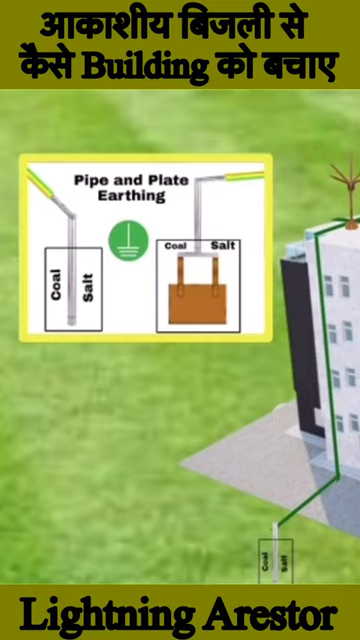 आकाशीय बिजली से
कैसे Building को बचाए
Pipe and Plate
Earthing
Coal
Salt
Coal
Salt
Coal
Salt
Lightning Arestor